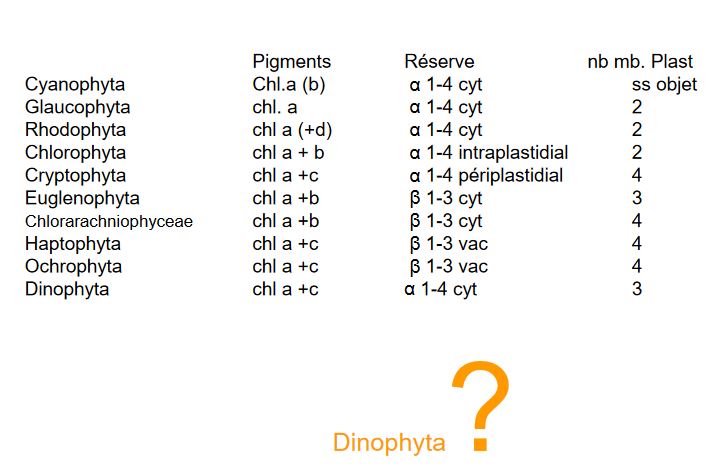 Pigments Réserve nb mb. Plast
Cyanophyta Chl.a (b) α 1-4 cyt ss objet
Glaucophyta chl. a α 1-4 cyt 2
Rhodophyta chl a (+d) α 1-4 cyt 2
Chlorophyta chl a + b α 1-4 intraplastidial 2
Cryptophyta chl a +c α 1-4 périplastidial 4
Euglenophyta chl a +b β 1-3 cyt 3
Chlorarachniophyceae chl a +b β 1-3 cyt 4
Haptophyta chl a +c β 1-3 vac 4
Ochrophyta chl a +c β 1-3 vac 4
Dinophyta chl a +c α 1-4 cyt 3
Dinophyta ?